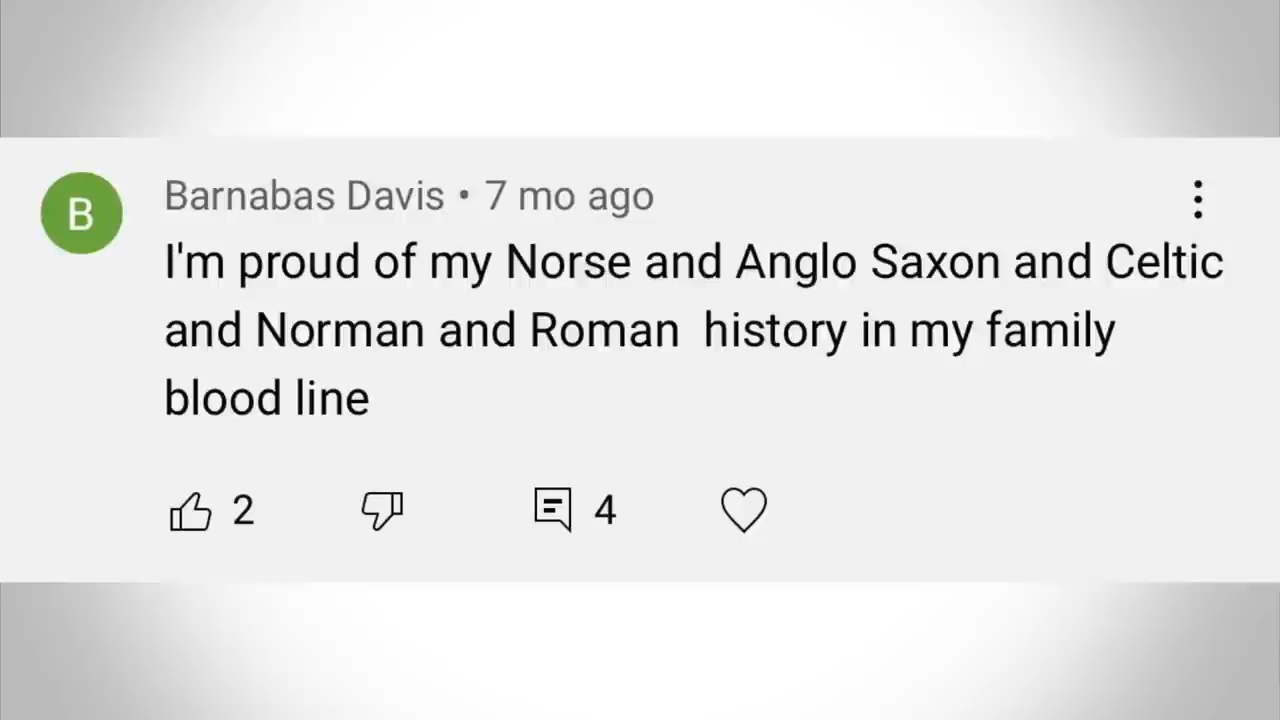 B
Barnabas Davis • 7 mo ago
I'm proud of my Norse and Anglo Saxon and Celtic
and Norman and Roman  history in my family
blood line
2
4